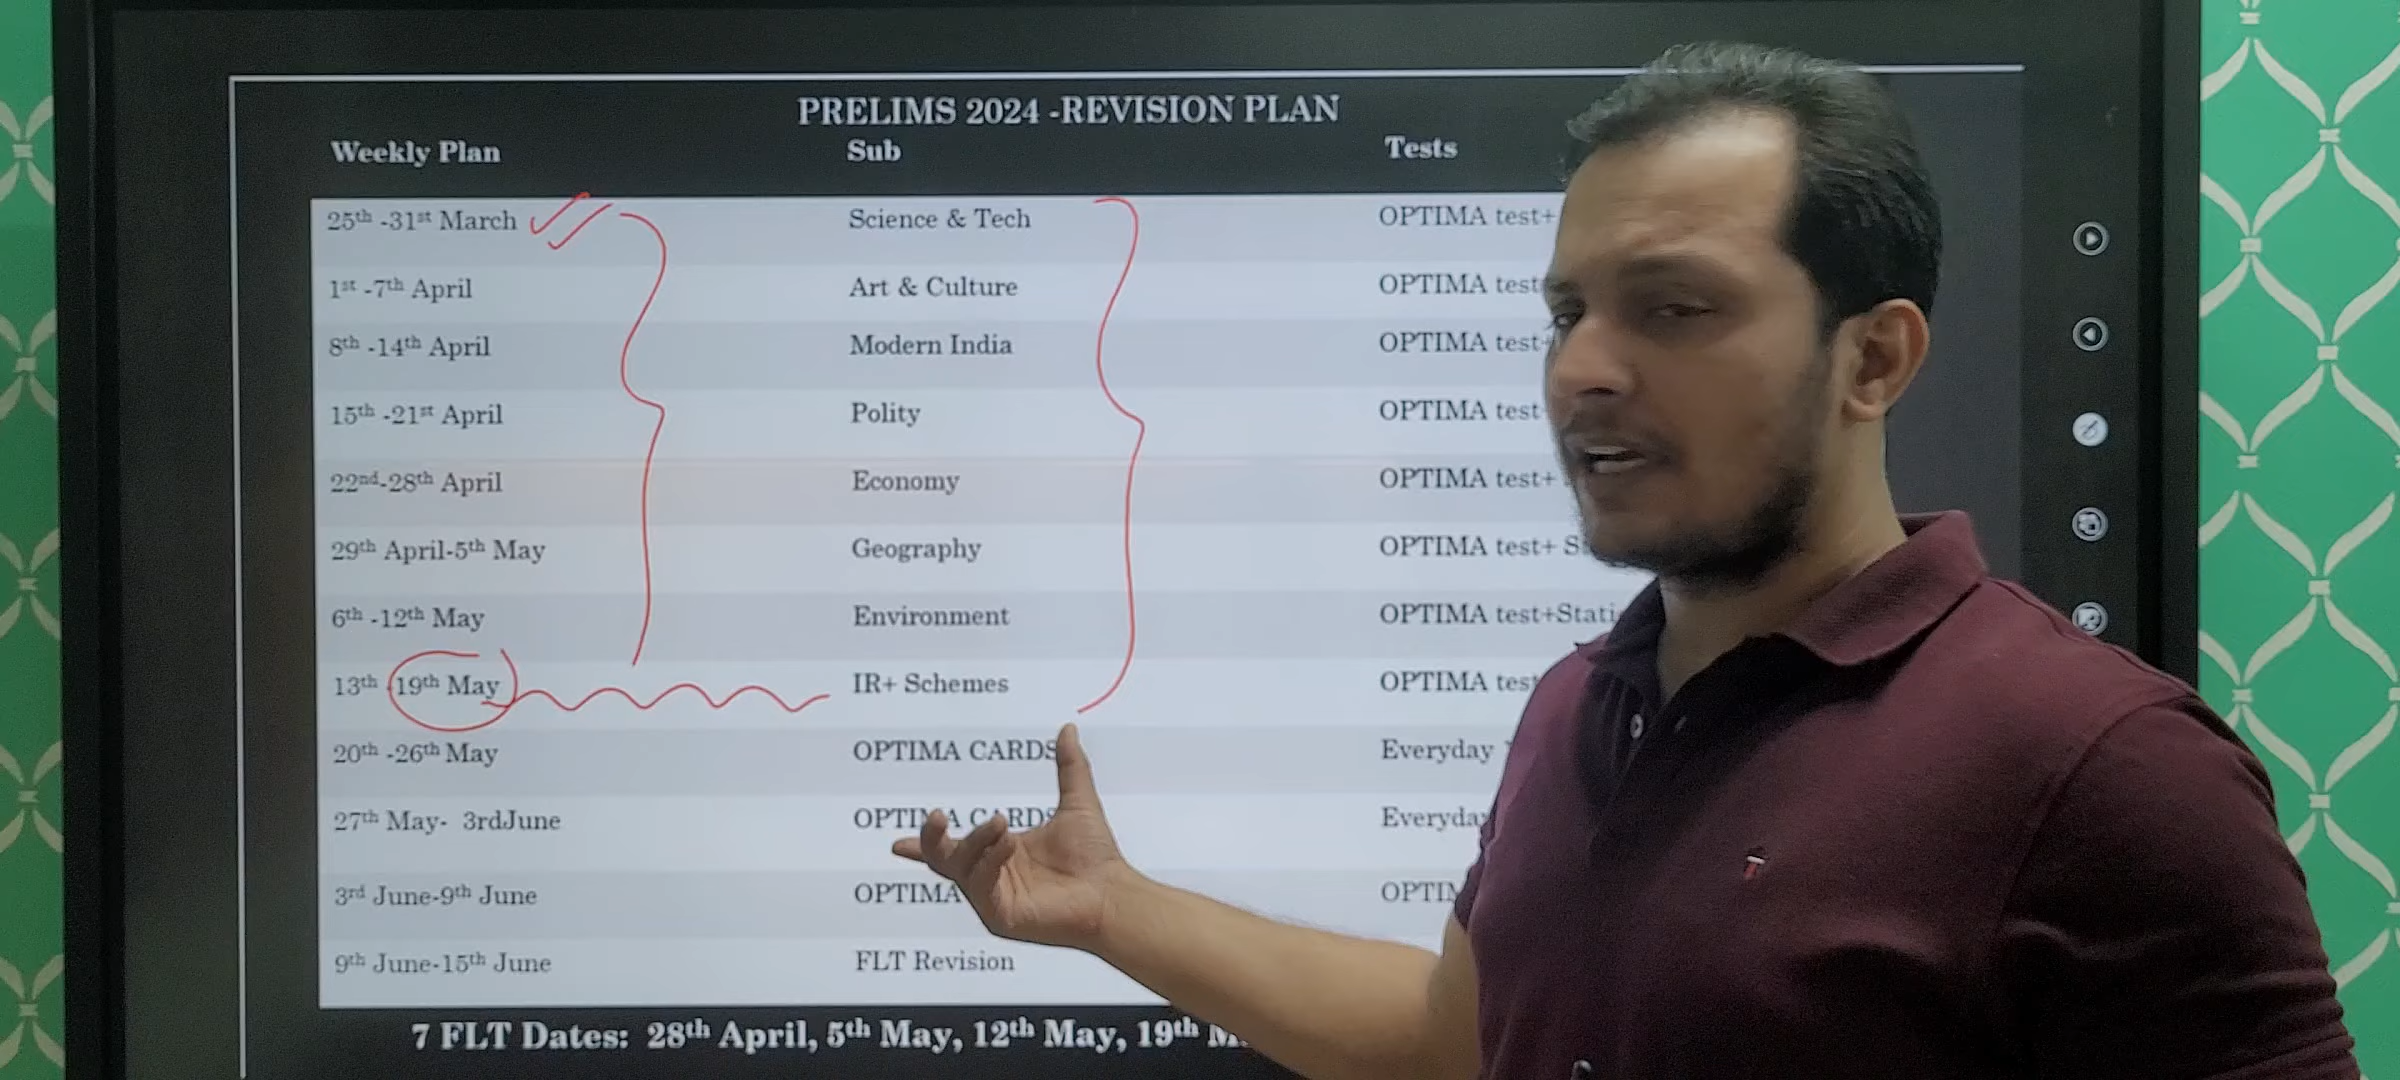 PRELIMS 2024 -REVISION PLAN
Weekly Plan Sub Tests
25th -31st March Science & Tech OPTIMA test+
1st -7th April Art & Culture OPTIMA test
8th -14th April Modern India OPTIMA test
15th -21st April Polity OPTIMA test
22nd-28th April Economy OPTIMA test+
29th April-5th May Geography OPTIMA test+
6th -12th May Environment OPTIMA test+
13th 19th May IR+ Schemes OPTIMA
20th -26th May OPTIMA CARDS Everyday
27th May- 3rdJune OPTIMA CARDS
3rd June-9th June OPTIMA
9th June-15th June FLT Revision
7 FLT Dates: 28th April, 5th May, 12th May, 19th